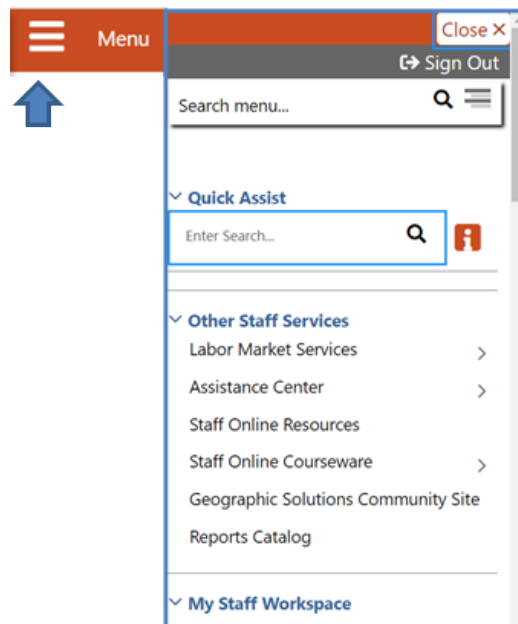 Menu
Close ×
Sign Out
Search menu...
Quick Assist
Enter Search...
Other Staff Services
Labor Market Services
Assistance Center
Staff Online Resources
Staff Online Courseware
Geographic Solutions Community Site
Reports Catalog
My Staff Workspace